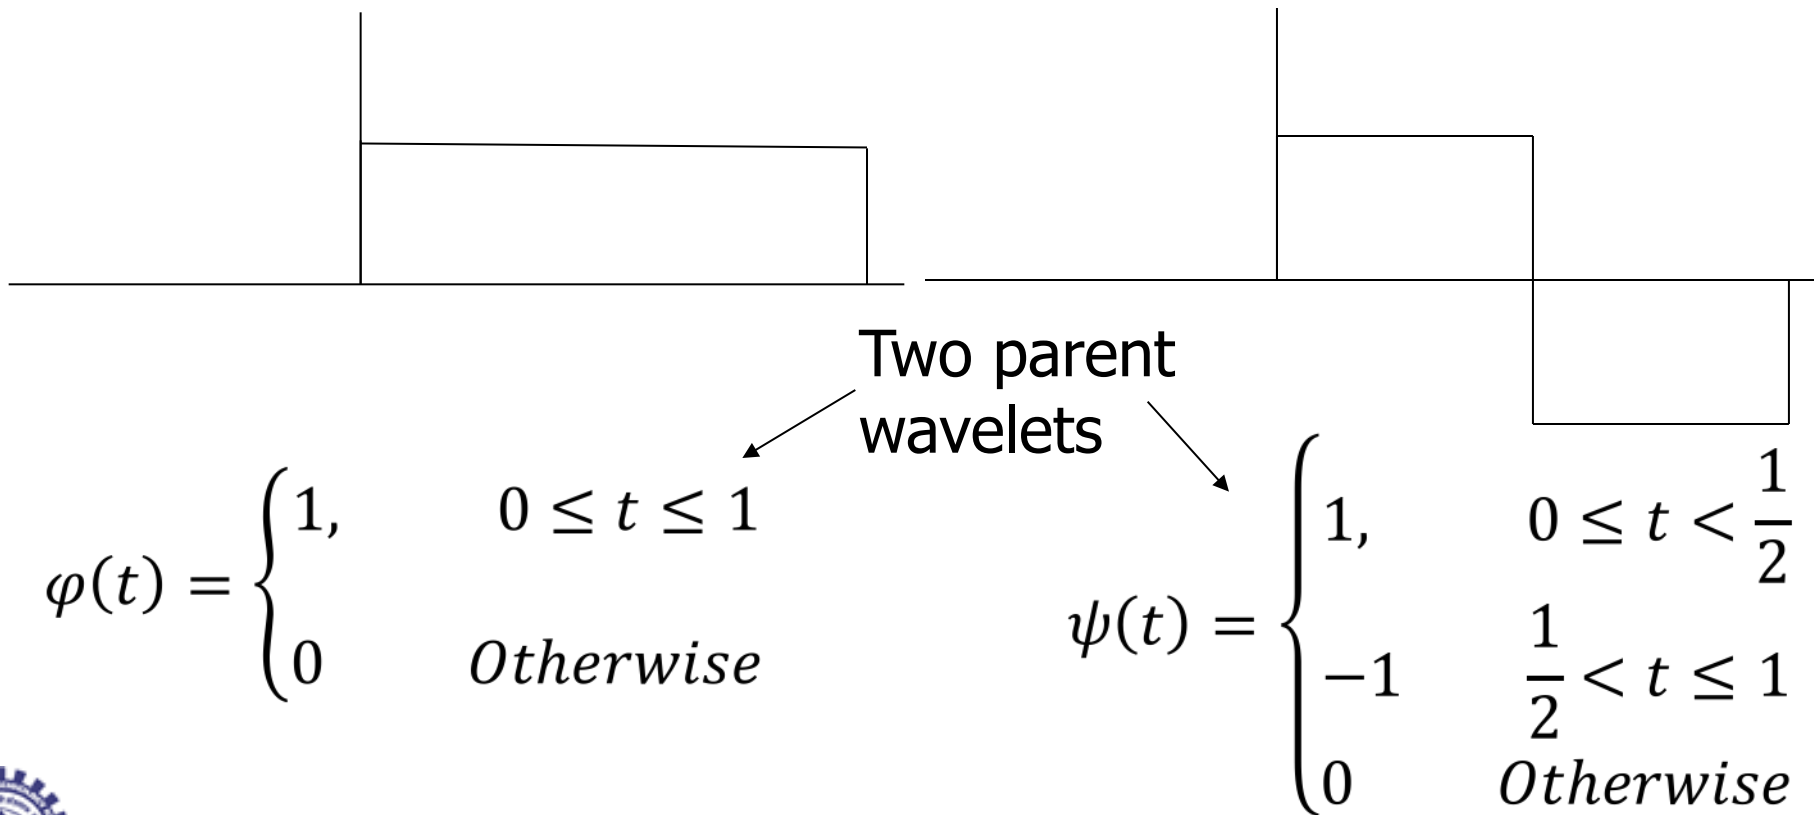 Two parent
wavelets
φ(t) = {1, 0 ≤ t ≤ 1
0 Otherwise
ψ(t) = {1, 0 ≤ t < 1/2
−1 1/2 < t ≤ 1
0 Otherwise